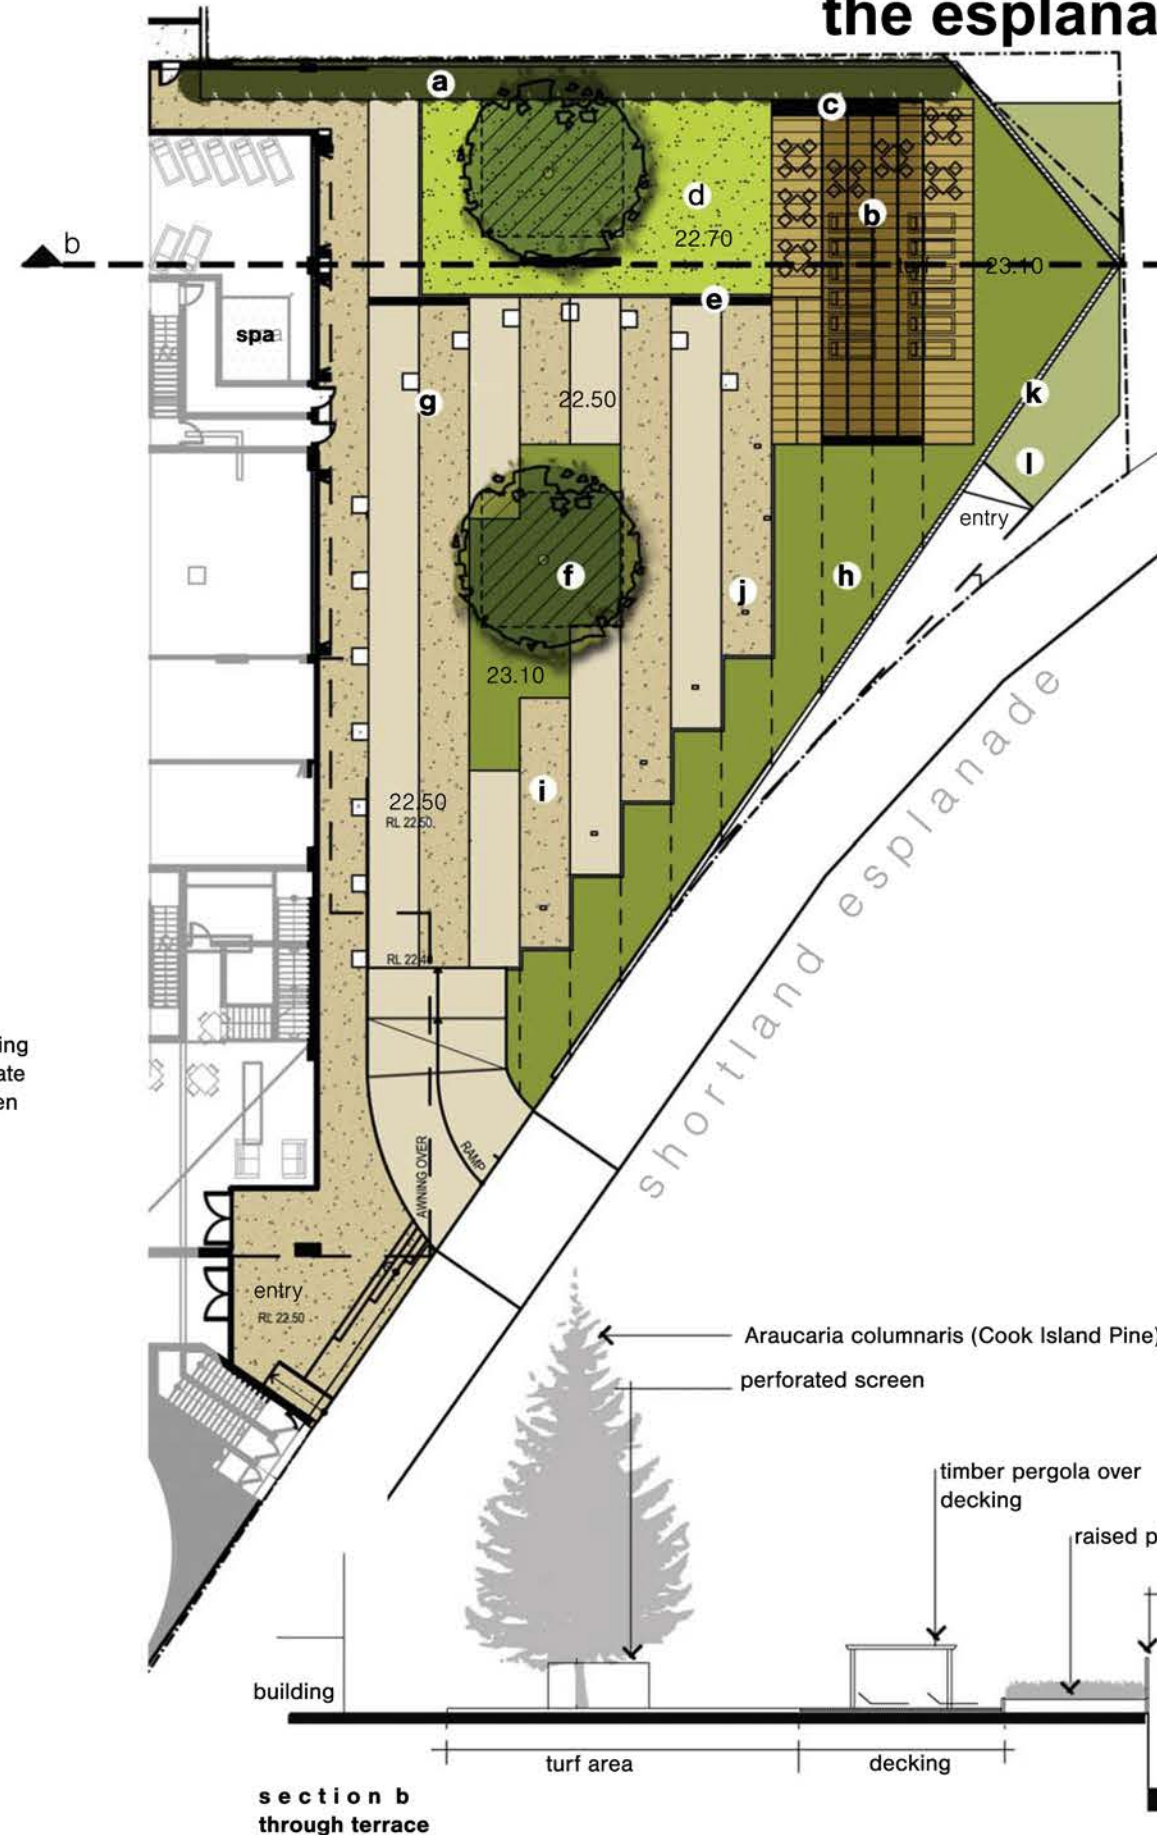 the esplana
a
c
d
b
22.70
b
23.10
e
spa
k
g
22.50
l
entry
f
h
j
23.10
i
22.50
RL 22.50
shortland esplanade
RL 22.4
ing
ate
en
RAMP
AWNING OVER
entry
RL 22.50
Araucaria columnaris (Cook Island Pine)
perforated screen
timber pergola over
decking
raised p
building
turf area
decking
section b
through terrace